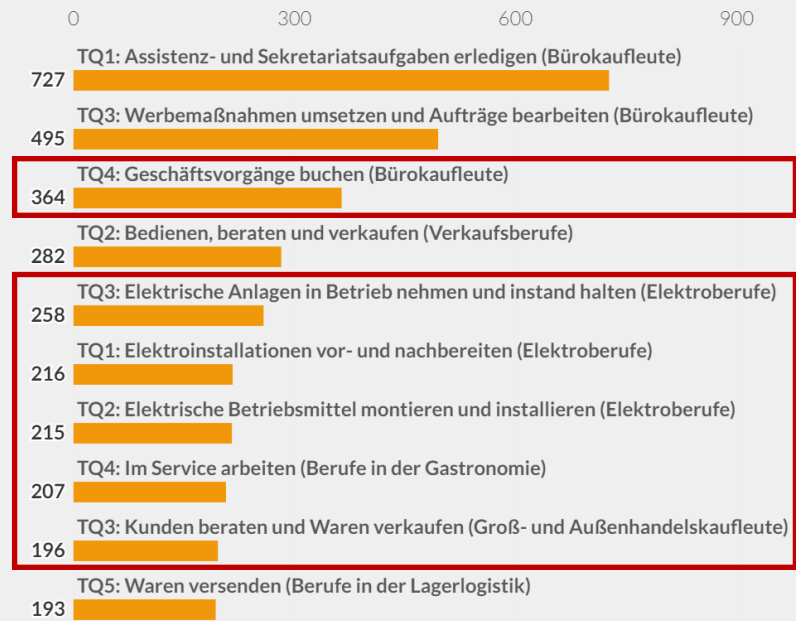 0 300 600 900
TQ1: Assistenz- und Sekretariatsaufgaben erledigen (Bürokaufleute)
727
TQ3: Werbemaßnahmen umsetzen und Aufträge bearbeiten (Bürokaufleute)
495
TQ4: Geschäftsvorgänge buchen (Bürokaufleute)
364
TQ2: Bedienen, beraten und verkaufen (Verkaufsberufe)
282
TQ3: Elektrische Anlagen in Betrieb nehmen und instand halten (Elektroberufe)
258
TQ1: Elektroinstallationen vor- und nachbereiten (Elektroberufe)
216
TQ2: Elektrische Betriebsmittel montieren und installieren (Elektroberufe)
215
TQ4: Im Service arbeiten (Berufe in der Gastronomie)
207
TQ3: Kunden beraten und Waren verkaufen (Groß- und Außenhandelskaufleute)
196
TQ5: Waren versenden (Berufe in der Lagerlogistik)
193